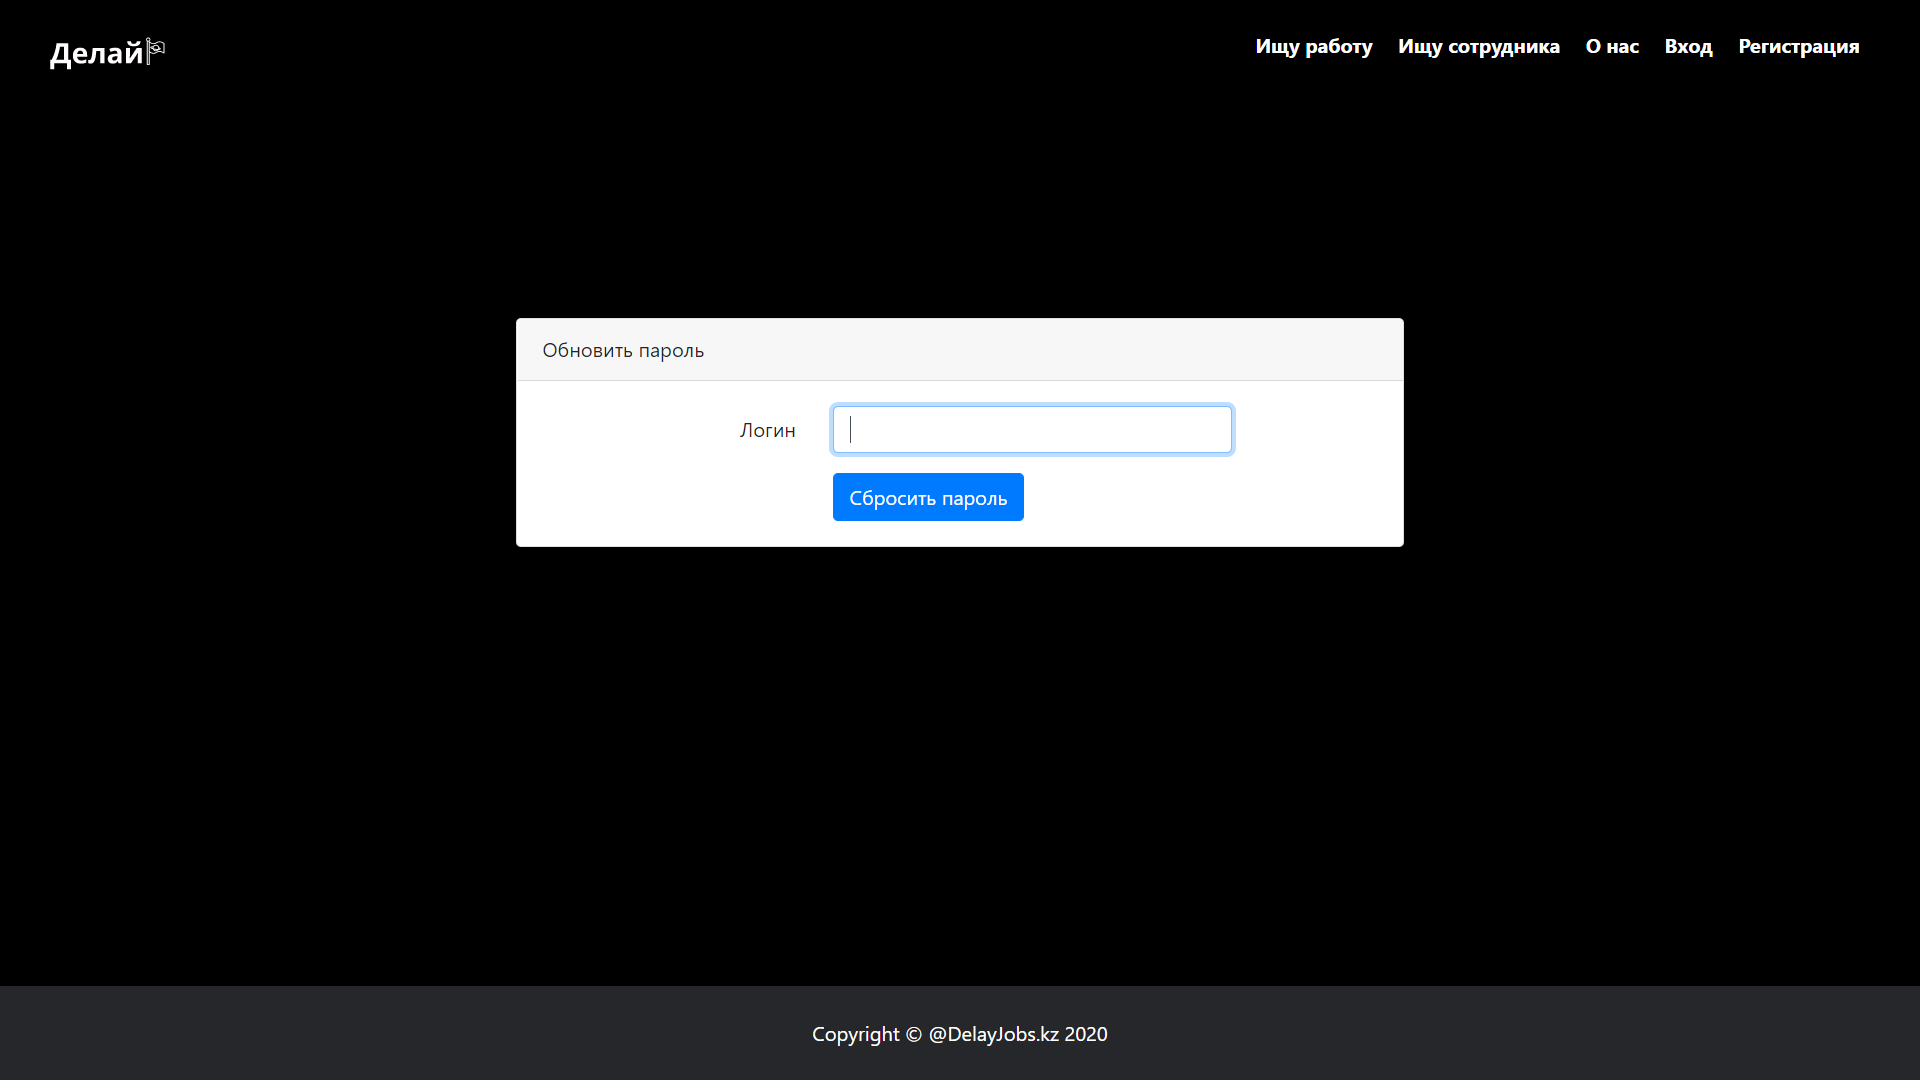 Делай
Ищу работу Ищу сотрудника О нас Вход Регистрация
Обновить пароль
Логин
Сбросить пароль
Copyright © @DelayJobs.kz 2020